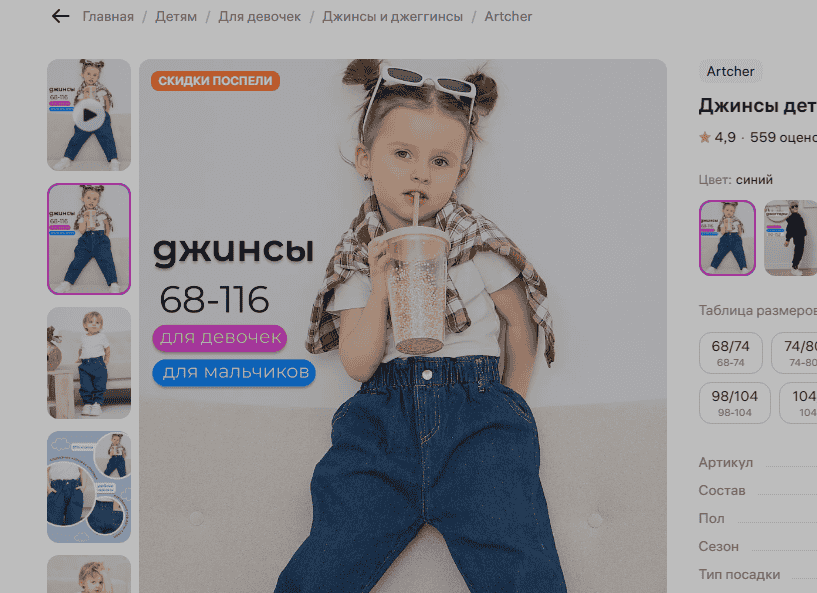 Главная / Детям / Для девочек / Джинсы и джеггинсы / Artcher
СКИДКИ ПОСПЕЛИ
джинсы
68-116
для девочек
для мальчиков
Artcher
Джинсы дет
4,9 · 559 оцено
Цвет: синий
Таблица размеров
68/74 74/80
68-74 74-80
98/104 104
98-104 104
Артикул
Состав
Пол
Сезон
Тип посадки